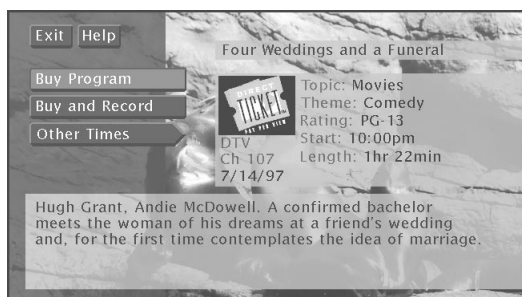 Exit Help
Four Weddings and a Funeral
Buy Program
Buy and Record
Other Times
DIRECT
TICKET
PAY PER VIEW
DTV
Ch 107
7/14/97
Topic: Movies
Theme: Comedy
Rating: PG-13
Start: 10:00pm
Length: 1hr 22min
Hugh Grant, Andie McDowell. A confirmed bachelor
meets the woman of his dreams at a friend's wedding
and, for the first time contemplates the idea of marriage.